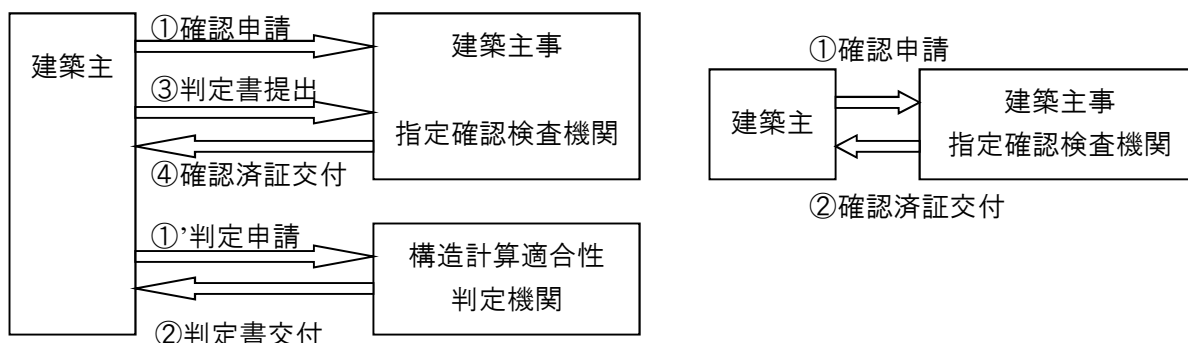 建築主
①確認申請
③判定書提出
④確認済証交付
建築主事
指定確認検査機関
①’判定申請
②判定書交付
構造計算適合性
判定機関
①確認申請
建築主
建築主事
指定確認検査機関
②確認済証交付